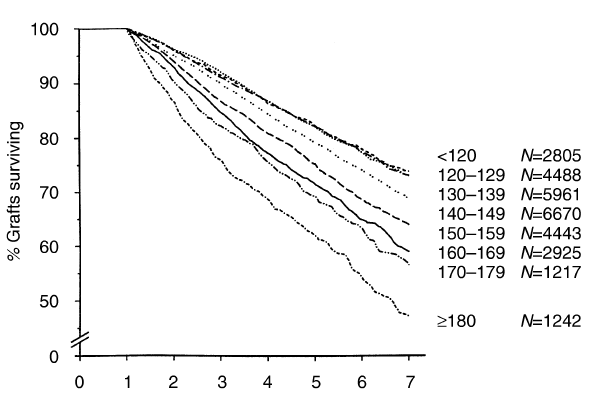 % Grafts surviving
100
90
80
70
60
50
0
0 1 2 3 4 5 6 7
<120 N=2805
120–129 N=4488
130–139 N=5961
140–149 N=6670
150–159 N=4443
160–169 N=2925
170–179 N=1217
≥180 N=1242